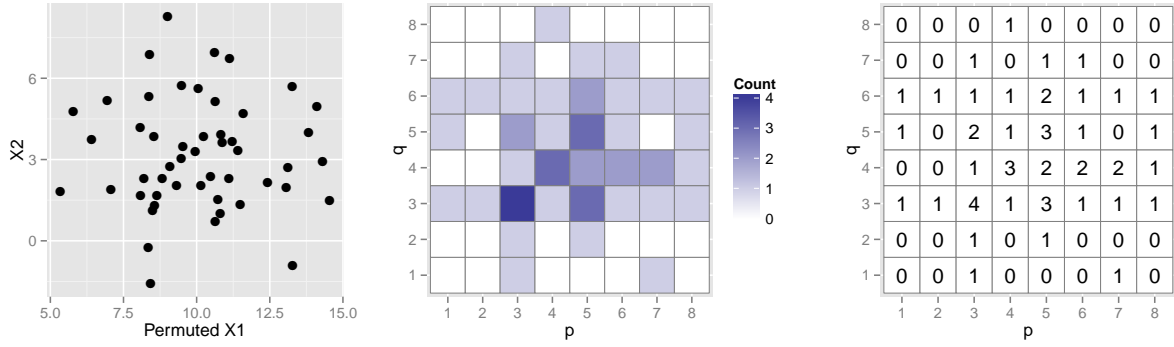 X2
6
3
0
5.0 7.5 10.0 12.5 15.0
Permuted X1
q
8
7
6
5
4
3
2
1
1 2 3 4 5 6 7 8
p
Count
4
3
2
1
0
q
8 0 0 0 1 0 0 0 0
7 0 0 1 0 1 1 0 0
6 1 1 1 1 2 1 1 1
5 1 0 2 1 3 1 0 1
4 0 0 1 3 2 2 2 1
3 1 1 4 1 3 1 1 1
2 0 0 1 0 1 0 0 0
1 0 0 1 0 0 0 1 0
1 2 3 4 5 6 7 8
p